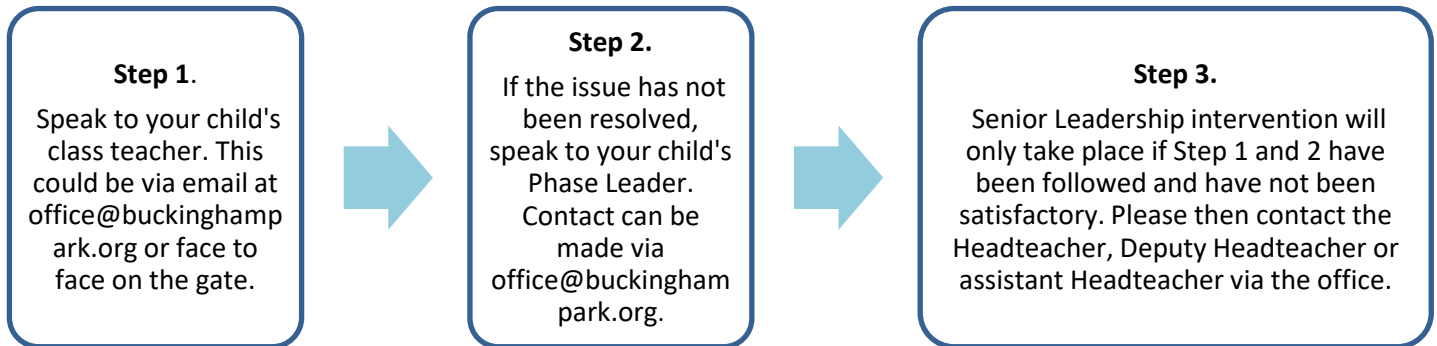 Step 1.
Speak to your child's
class teacher. This
could be via email at
office@buckinghamp
ark.org or face to
face on the gate.
Step 2.
If the issue has not
been resolved,
speak to your child's
Phase Leader.
Contact can be
made via
office@buckingham
park.org.
Step 3.
Senior Leadership intervention will
only take place if Step 1 and 2 have
been followed and have not been
satisfactory. Please then contact the
Headteacher, Deputy Headteacher or
assistant Headteacher via the office.